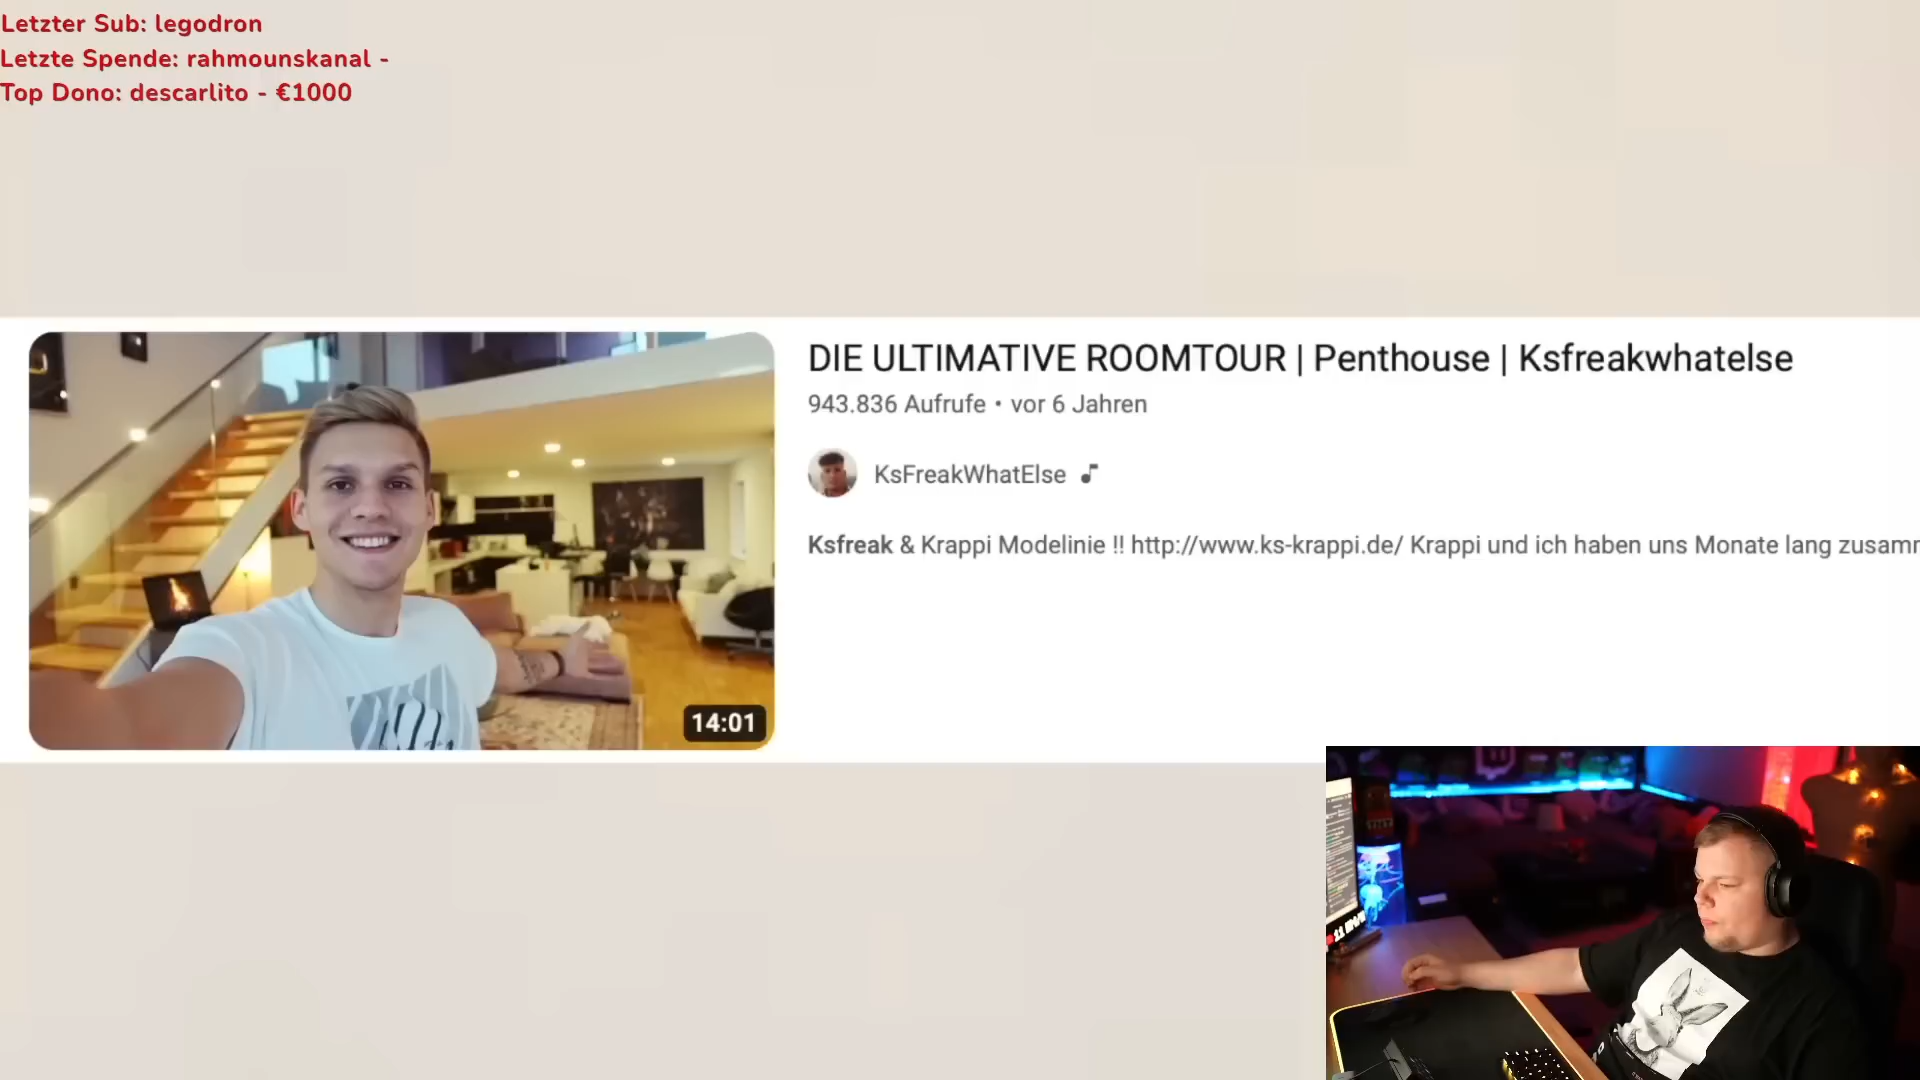 Letzter Sub: legodron
Letzte Spende: rahmounskanal -
Top Dono: descarlito - €1000
DIE ULTIMATIVE ROOMTOUR | Penthouse | Ksfreakwhatelse
943.836 Aufrufe • vor 6 Jahren
KsFreakWhatElse
Ksfreak & Krappi Modelinie !! http://www.ks-krappi.de/ Krappi und ich haben uns Monate lang
14:01